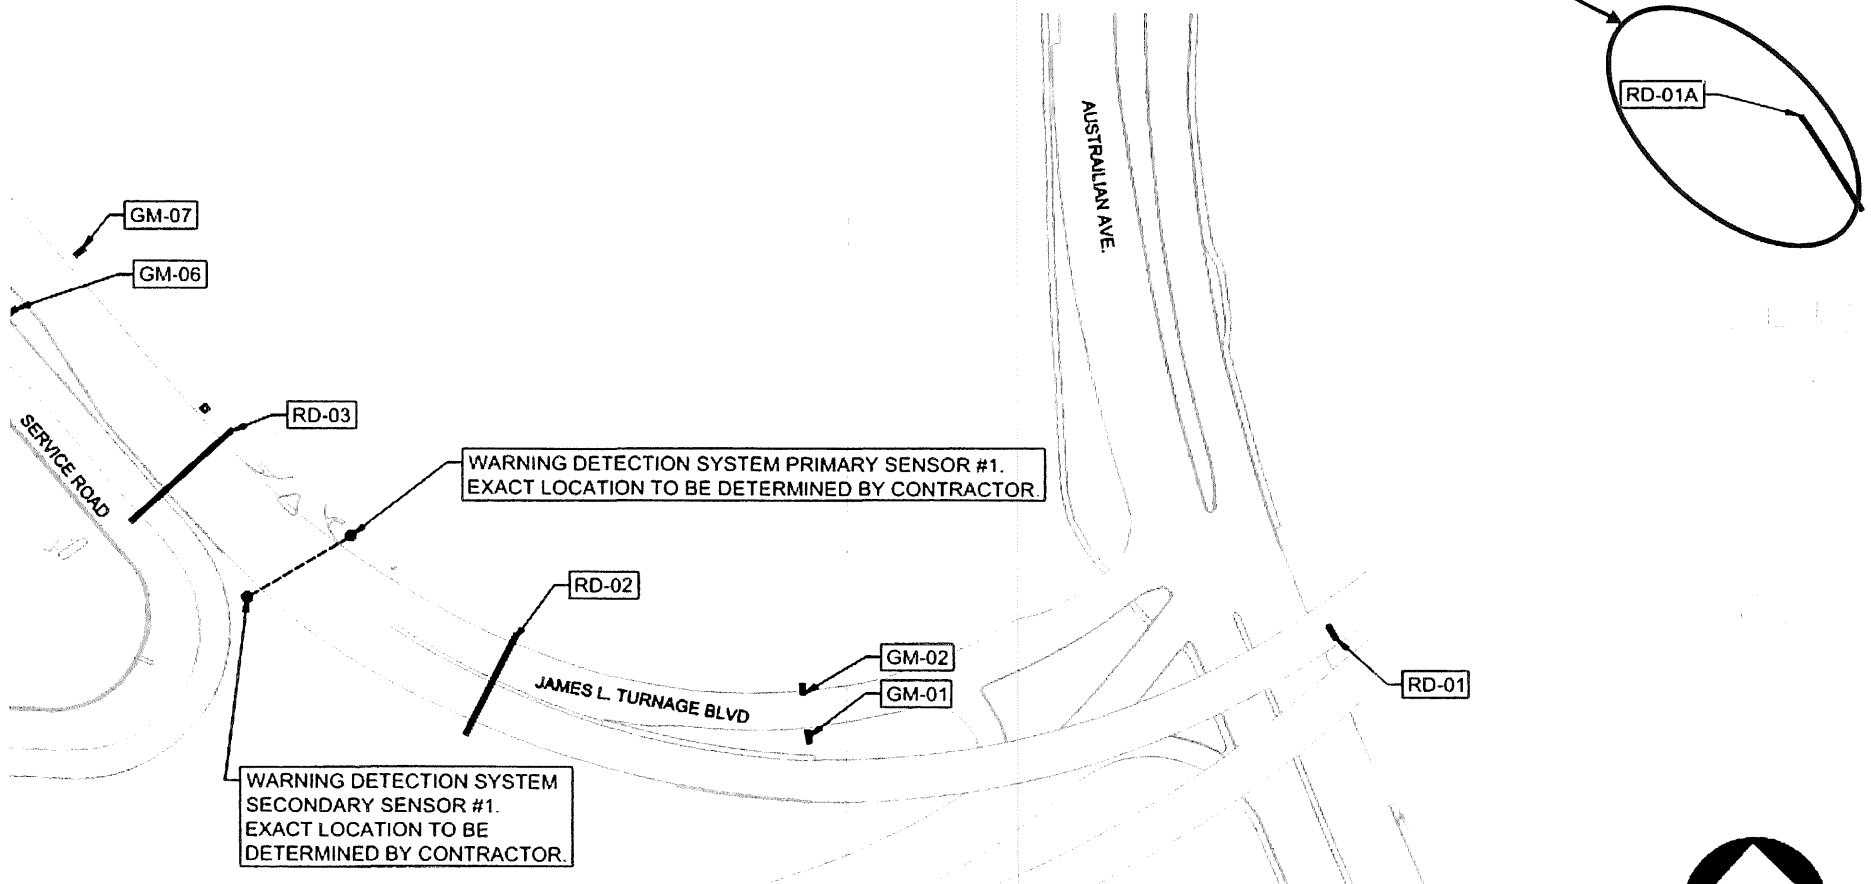 RD-01A
AUSTRAILIAN AVE.
GM-07
GM-06
RD-03
SERVICE ROAD
WARNING DETECTION SYSTEM PRIMARY SENSOR #1.
EXACT LOCATION TO BE DETERMINED BY CONTRACTOR.
RD-02
GM-02
JAMES L. TURNAGE BLVD
GM-01
RD-01
WARNING DETECTION SYSTEM
SECONDARY SENSOR #1.
EXACT LOCATION TO BE
DETERMINED BY CONTRACTOR.